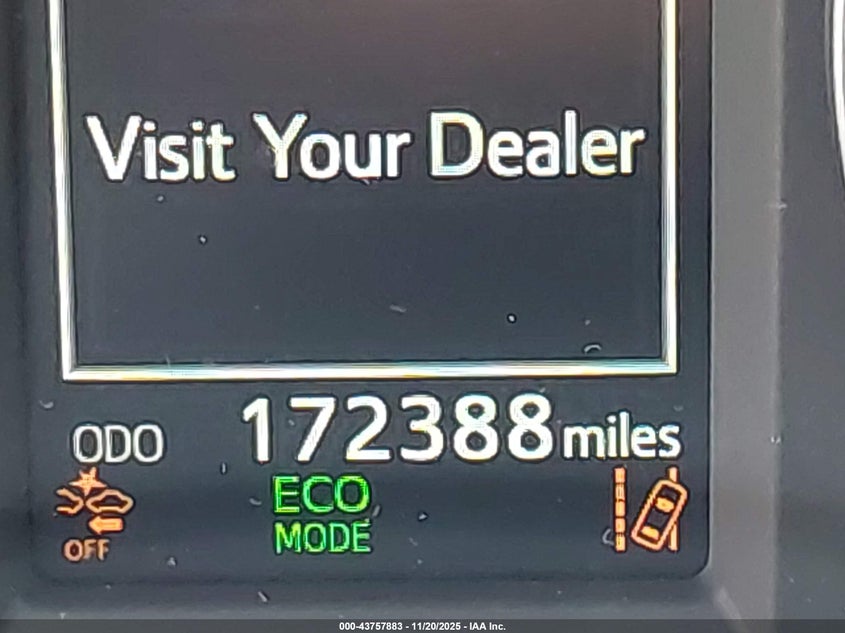 Visit Your Dealer
ODO 172388 miles
ECO
MODE
OFF
000-43757883 - 11/20/2025 - IAA Inc.